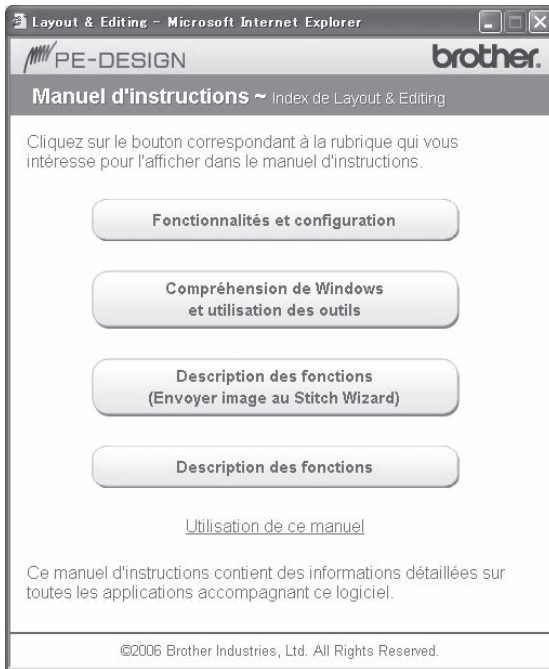 Layout & Editing - Microsoft Internet Explorer
PE-DESIGN
brother.
Manuel d'instructions ~ Index de Layout & Editing
Cliquez sur le bouton correspondant à la rubrique qui vous
intéresse pour l'afficher dans le manuel d'instructions.
Fonctionnalités et configuration
Compréhension de Windows
et utilisation des outils
Description des fonctions
(Envoyer image au Stitch Wizard)
Description des fonctions
Utilisation de ce manuel
Ce manuel d'instructions contient des informations détaillées sur
toutes les applications accompagnant ce logiciel.
©2006 Brother Industries, Ltd. All Rights Reserved.